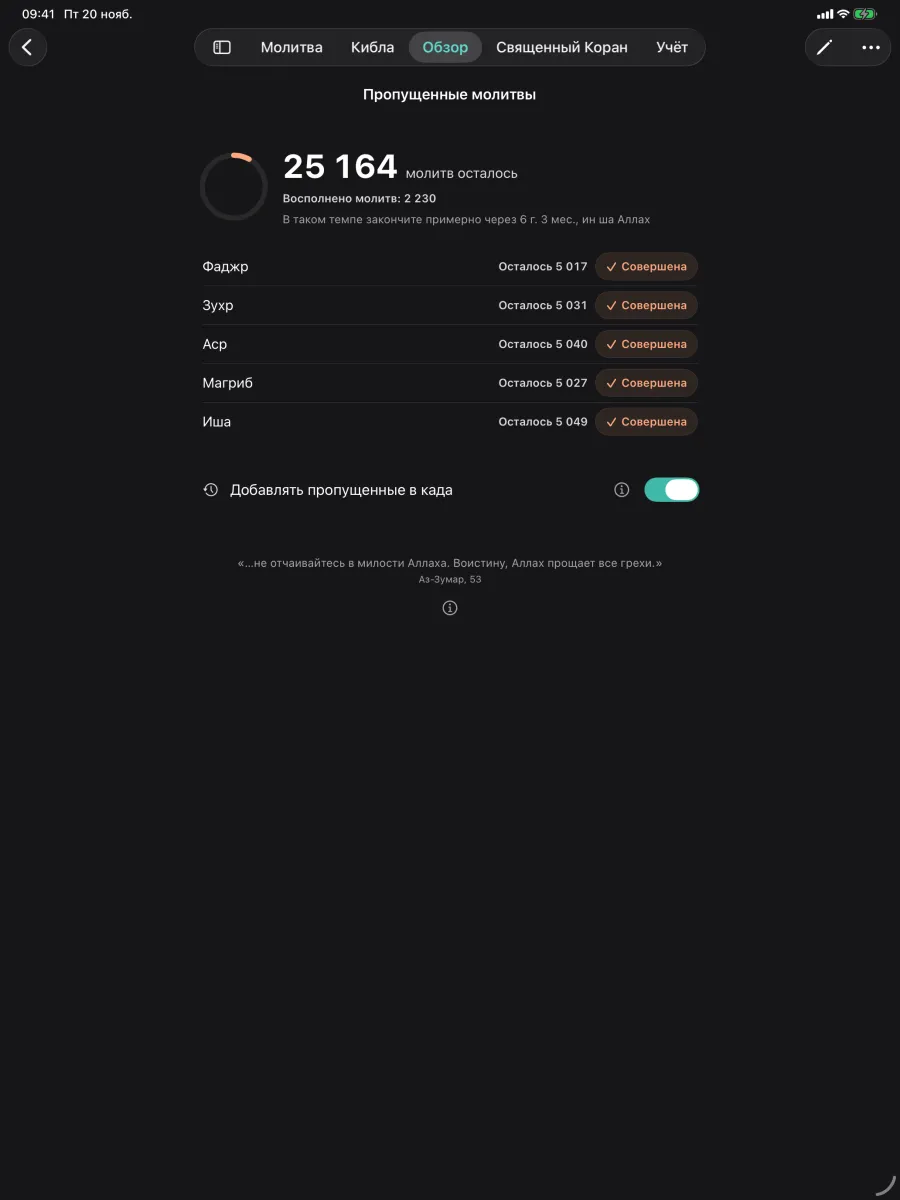 09:41 Пт 20 нояб.
Молитва Кибла Обзор Священный Коран Учёт
Пропущенные молитвы
25 164 молитв осталось
Восполнено молитв: 2 230
В таком темпе закончите примерно через 6 г. 3 мес., ин ша Аллах
Фаджр Осталось 5 017 Совершена
Зухр Осталось 5 031 Совершена
Аср Осталось 5 040 Совершена
Магриб Осталось 5 027 Совершена
Иша Осталось 5 049 Совершена
Добавлять пропущенные в када
«...не отчаивайтесь в милости Аллаха. Воистину, Аллах прощает все грехи.»
Аз-Зумар, 53